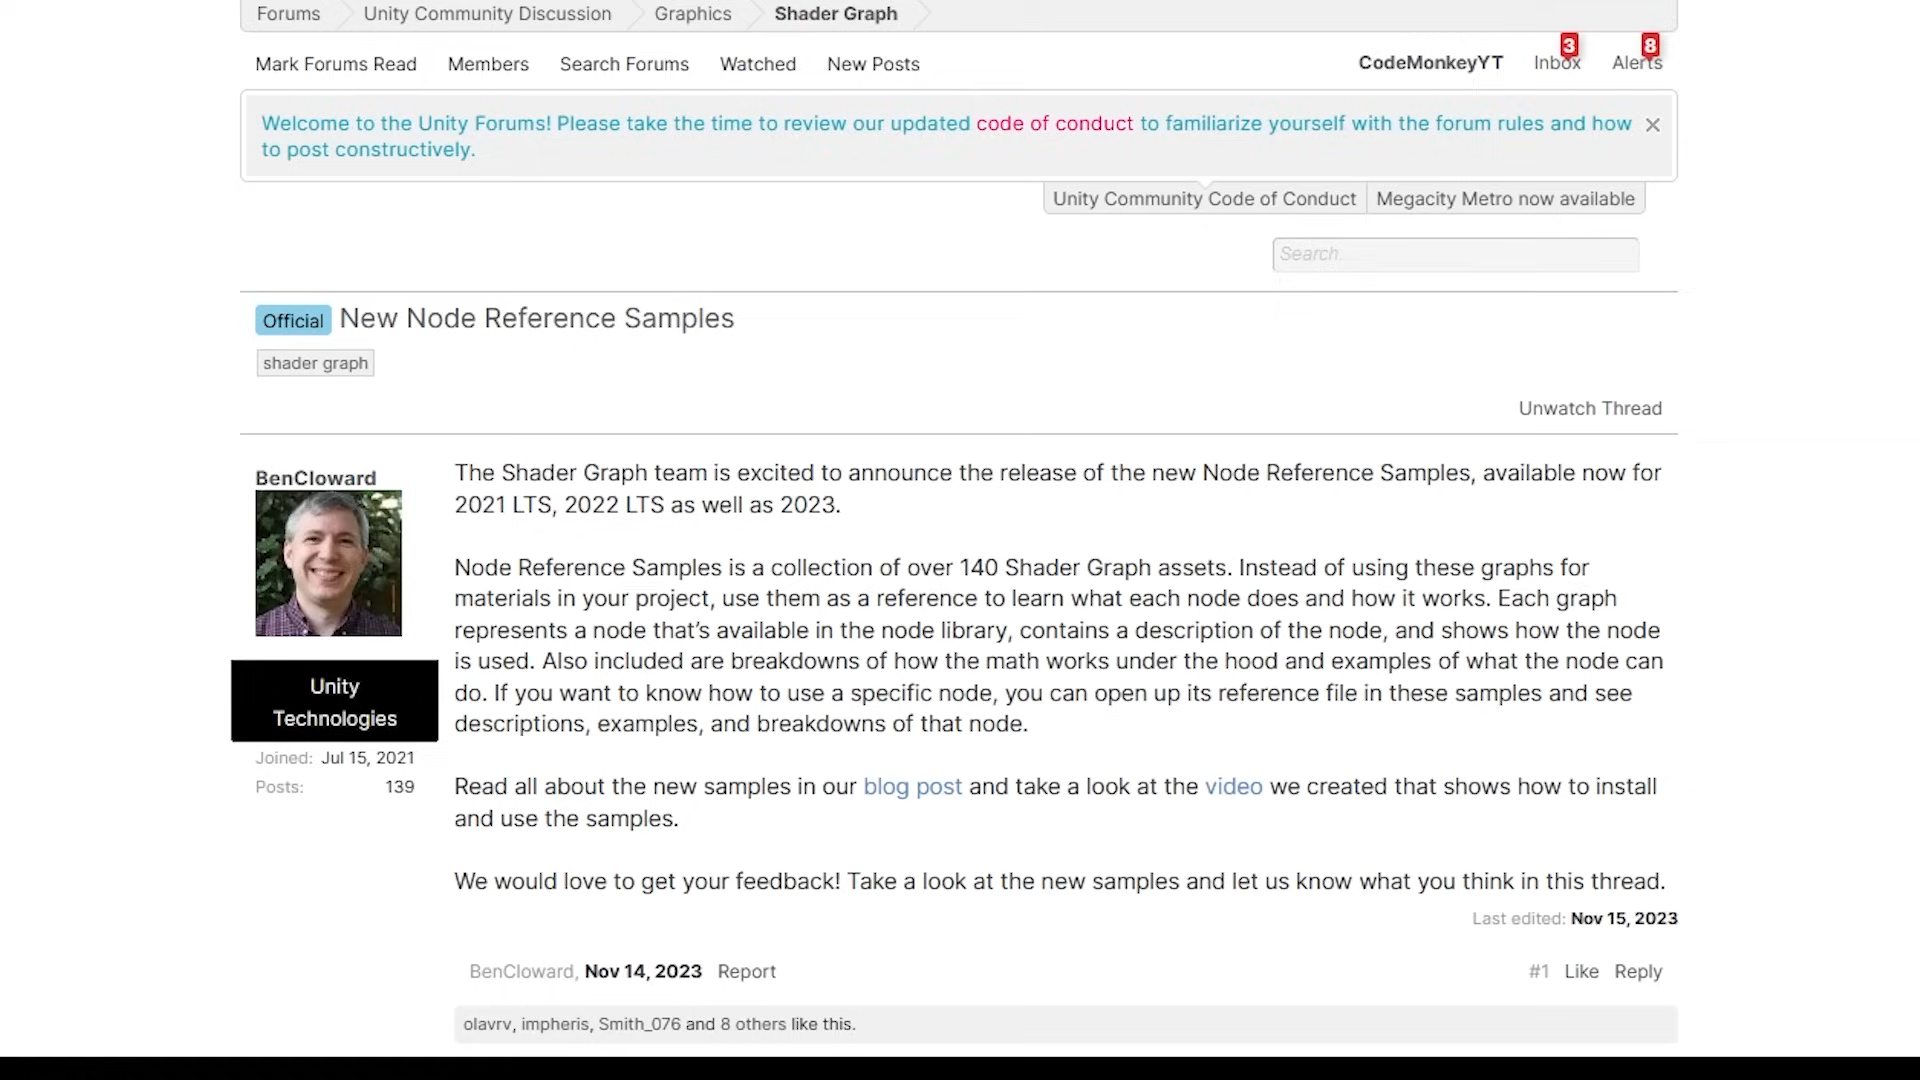 Forums Unity Community Discussion Graphics Shader Graph
Mark Forums Read Members Search Forums Watched New Posts CodeMonkeyYT Inbox 3 Alerts 8
Welcome to the Unity Forums! Please take the time to review our updated code of conduct to familiarize yourself with the forum rules and how
to post constructively.
Unity Community Code of Conduct Megacity Metro now available
Search...
Official New Node Reference Samples
shader graph
Unwatch Thread
BenCloward
Unity
Technologies
Joined: Jul 15, 2021
Posts: 139
The Shader Graph team is excited to announce the release of the new Node Reference Samples, available now for
2021 LTS, 2022 LTS as well as 2023.
Node Reference Samples is a collection of over 140 Shader Graph assets. Instead of using these graphs for
materials in your project, use them as a reference to learn what each node does and how it works. Each graph
represents a node that’s available in the node library, contains a description of the node, and shows how the node
is used. Also included are breakdowns of how the math works under the hood and examples of what the node can
do. If you want to know how to use a specific node, you can open up its reference file in these samples and see
descriptions, examples, and breakdowns of that node.
Read all about the new samples in our blog post and take a look at the video we created that shows how to install
and use the samples.
We would love to get your feedback! Take a look at the new samples and let us know what you think in this thread.
Last edited: Nov 15, 2023
BenCloward, Nov 14, 2023 Report #1 Like Reply
olavrv, impheris, Smith_076 and 8 others like this.